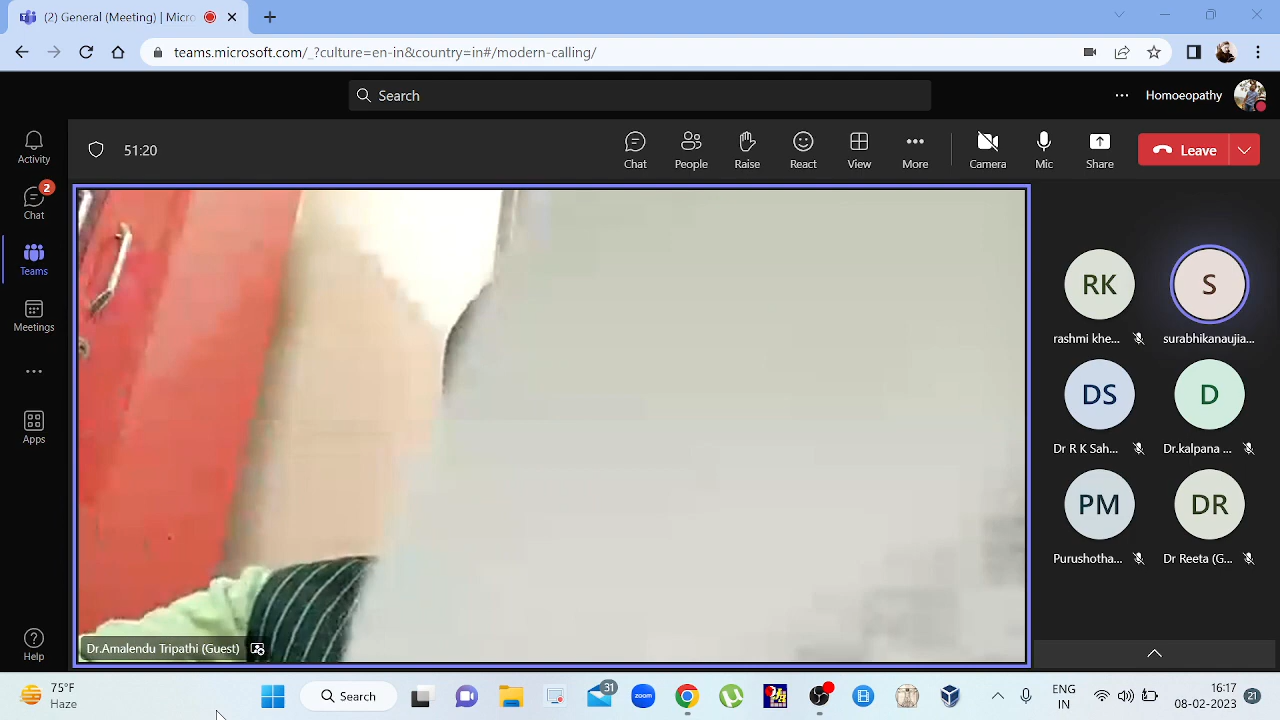 (2) General (Meeting) | Micro
teams.microsoft.com/_?culture=en-in&country=in#/modern-calling/
Search
Homoeopathy
Activity
2
Chat
Teams
Meetings
Apps
Help
51:20
Chat
People
Raise
React
View
More
Camera
Mic
Share
Leave
RK
rashmi khe...
S
surabhikanaujia...
DS
Dr R K Sah...
D
Dr.kalpana ...
PM
Purushotha...
DR
Dr Reeta (G...
Dr.Amalendu Tripathi (Guest)
75°F
Haze
Search
31
zoom
ENG
IN
16:17
08-02-2023
21